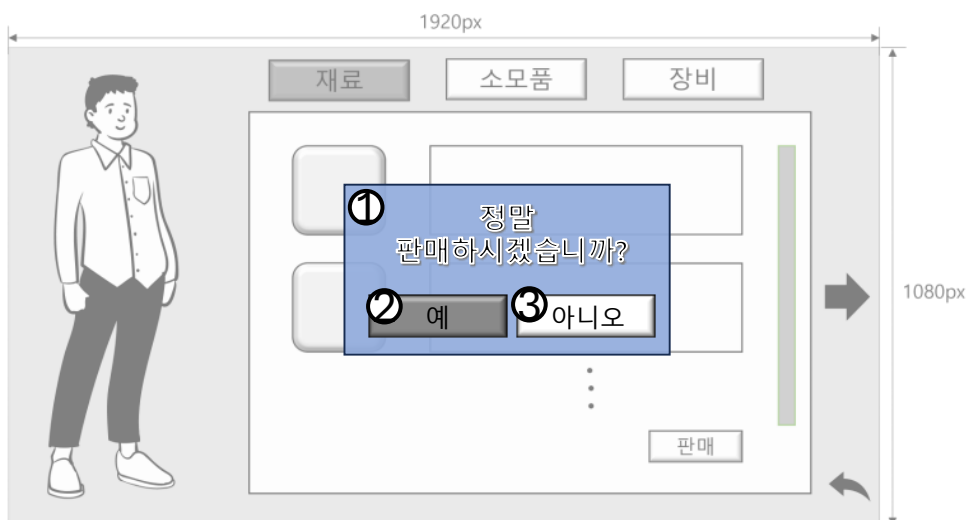 1920px
재료
소모품
장비
①
정말
판매하시겠습니까?
② 예
③ 아니오
1080px
판매